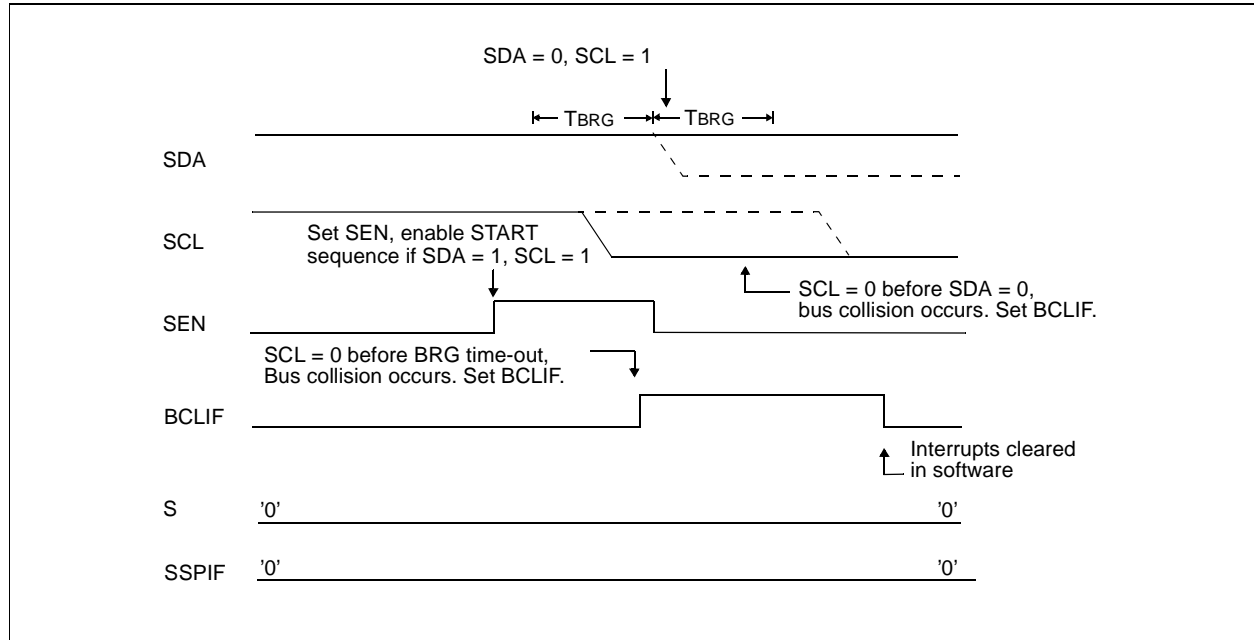 SDA = 0, SCL = 1
TBRG TBRG
SDA
SCL
Set SEN, enable START
sequence if SDA = 1, SCL = 1
SCL = 0 before SDA = 0,
bus collision occurs. Set BCLIF.
SEN
SCL = 0 before BRG time-out,
Bus collision occurs. Set BCLIF.
BCLIF
Interrupts cleared
in software
S '0' '0'
SSPIF '0' '0'